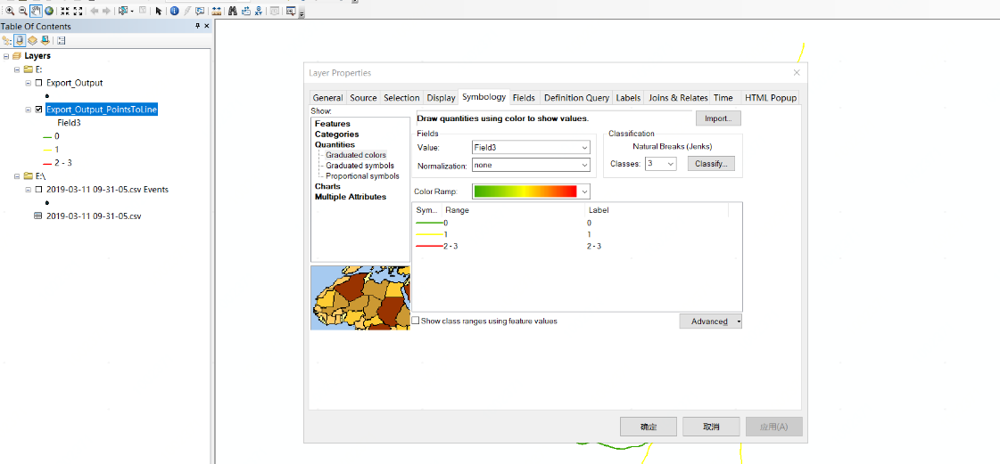 Table Of Contents
Layers
E:
Export_Output
Export_Output_PointsToLine
Field3
0
1
2 - 3
E:\
2019-03-11 09-31-05.csv Events
2019-03-11 09-31-05.csv
Layer Properties
General Source Selection Display Symbology Fields Definition Query Labels Joins & Relates Time HTML Popup
Show:
Features
Categories
Quantities
Graduated colors
Graduated symbols
Proportional symbols
Charts
Multiple Attributes
Draw quantities using color to show values.
Import...
Fields
Value: Field3
Normalization: none
Classification
Natural Breaks (Jenks)
Classes: 3 Classify...
Color Ramp:
Sym... Range Label
0 0
1 1
2 - 3 2 - 3
Show class ranges using feature values
Advanced
确定 取消 应用(A)